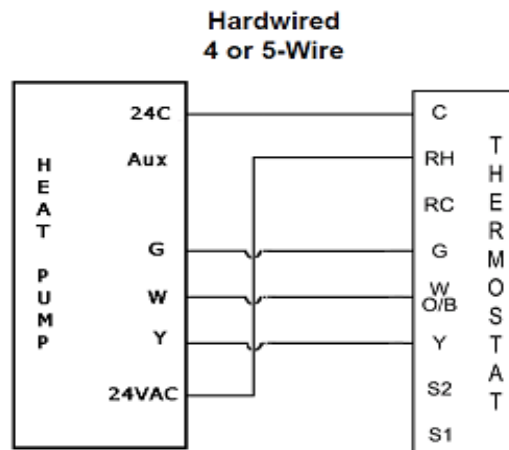 Hardwired
4 or 5-Wire
HEAT PUMP
24C
Aux
G
W
Y
24VAC
C
RH
RC
G
W
O/B
Y
S2
S1
THERMOSTAT